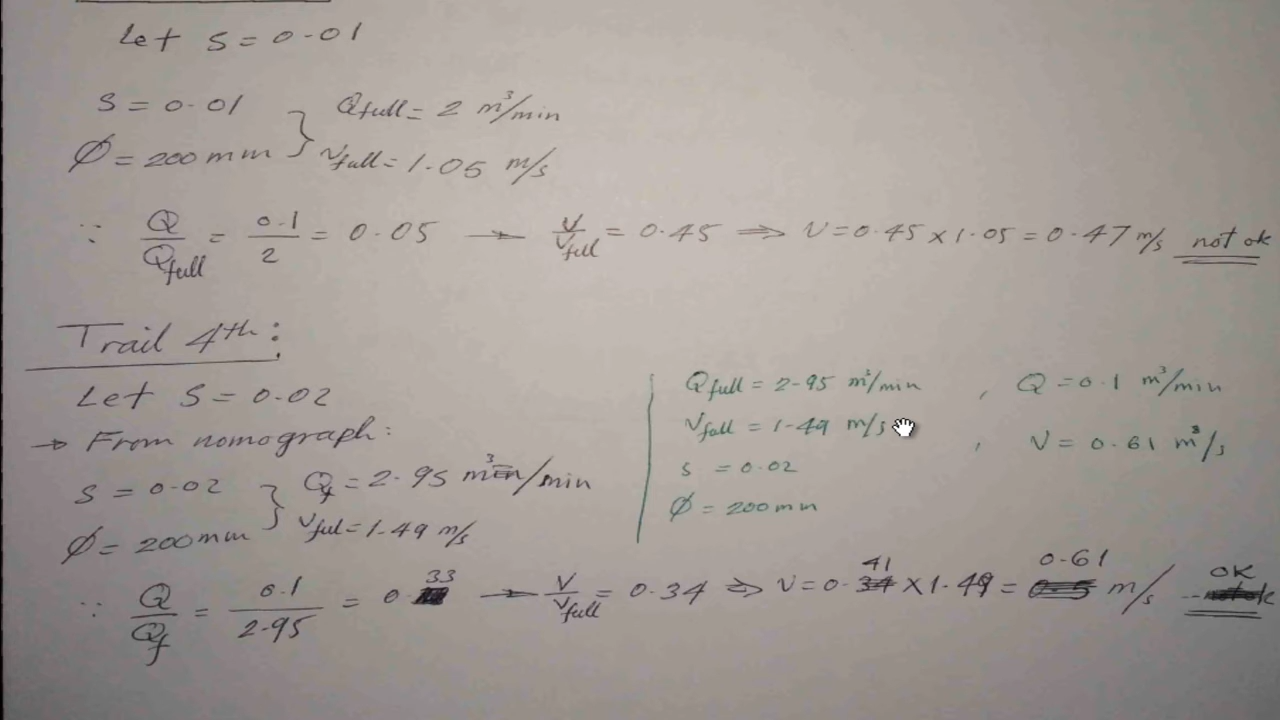 Let S = 0.01
S = 0.01 } Qfull = 2 m³/min
Ø = 200 mm } Vfull = 1.05 m/s
∵ Q/Qfull = 0.1/2 = 0.05 → V/Vfull = 0.45 ⇒ V = 0.45 × 1.05 = 0.47 m/s not ok
Trail 4th:
Let S = 0.02
→ From nomograph:
S = 0.02 } Qf = 2.95 m³/min
Ø = 200 mm } Vful = 1.49 m/s
∵ Q/Qf = 0.1/2.95 = 0.33 → V/Vfull = 0.34 ⇒ V = 0.41 × 1.49 = 0.61 m/s OK
Qfull = 2.95 m³/min , Q = 0.1 m³/min
Vfull = 1.49 m/s , V = 0.61 m³/s
S = 0.02
Ø = 200 mm